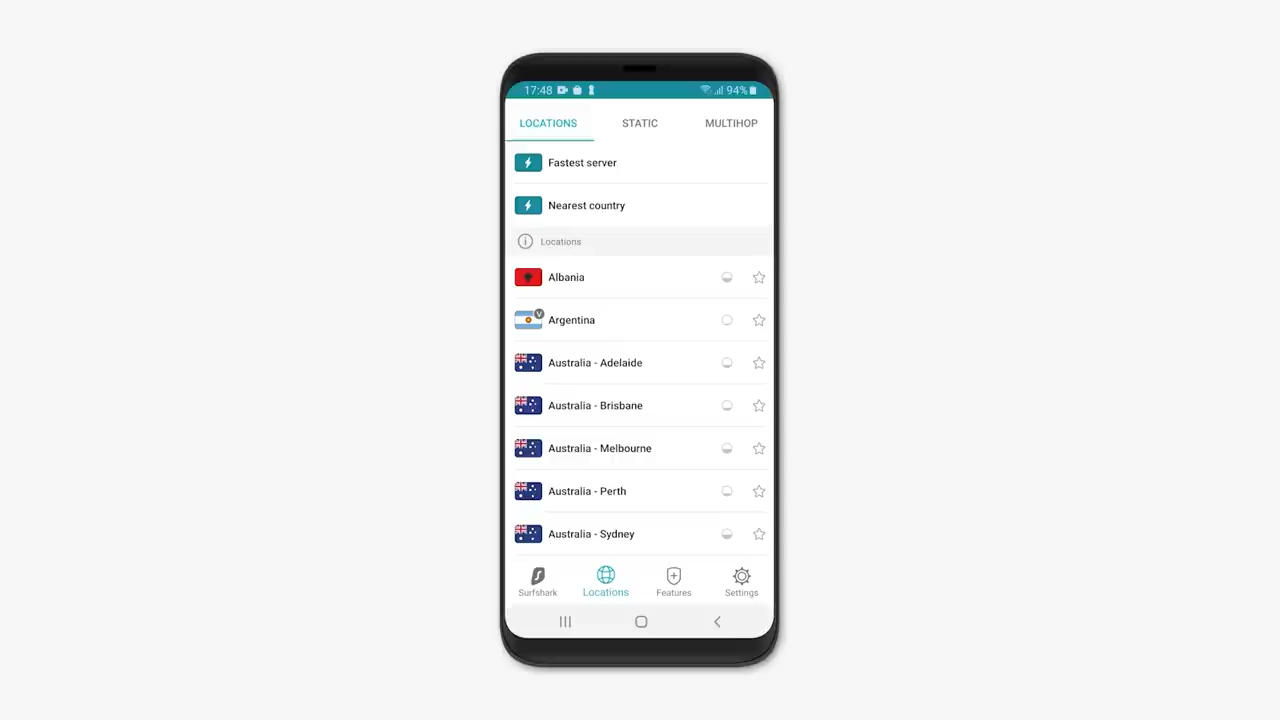 17:48 94%
LOCATIONS STATIC MULTIHOP
Fastest server
Nearest country
Locations
Albania
V
Argentina
Australia - Adelaide
Australia - Brisbane
Australia - Melbourne
Australia - Perth
Australia - Sydney
Surfshark Locations Features Settings